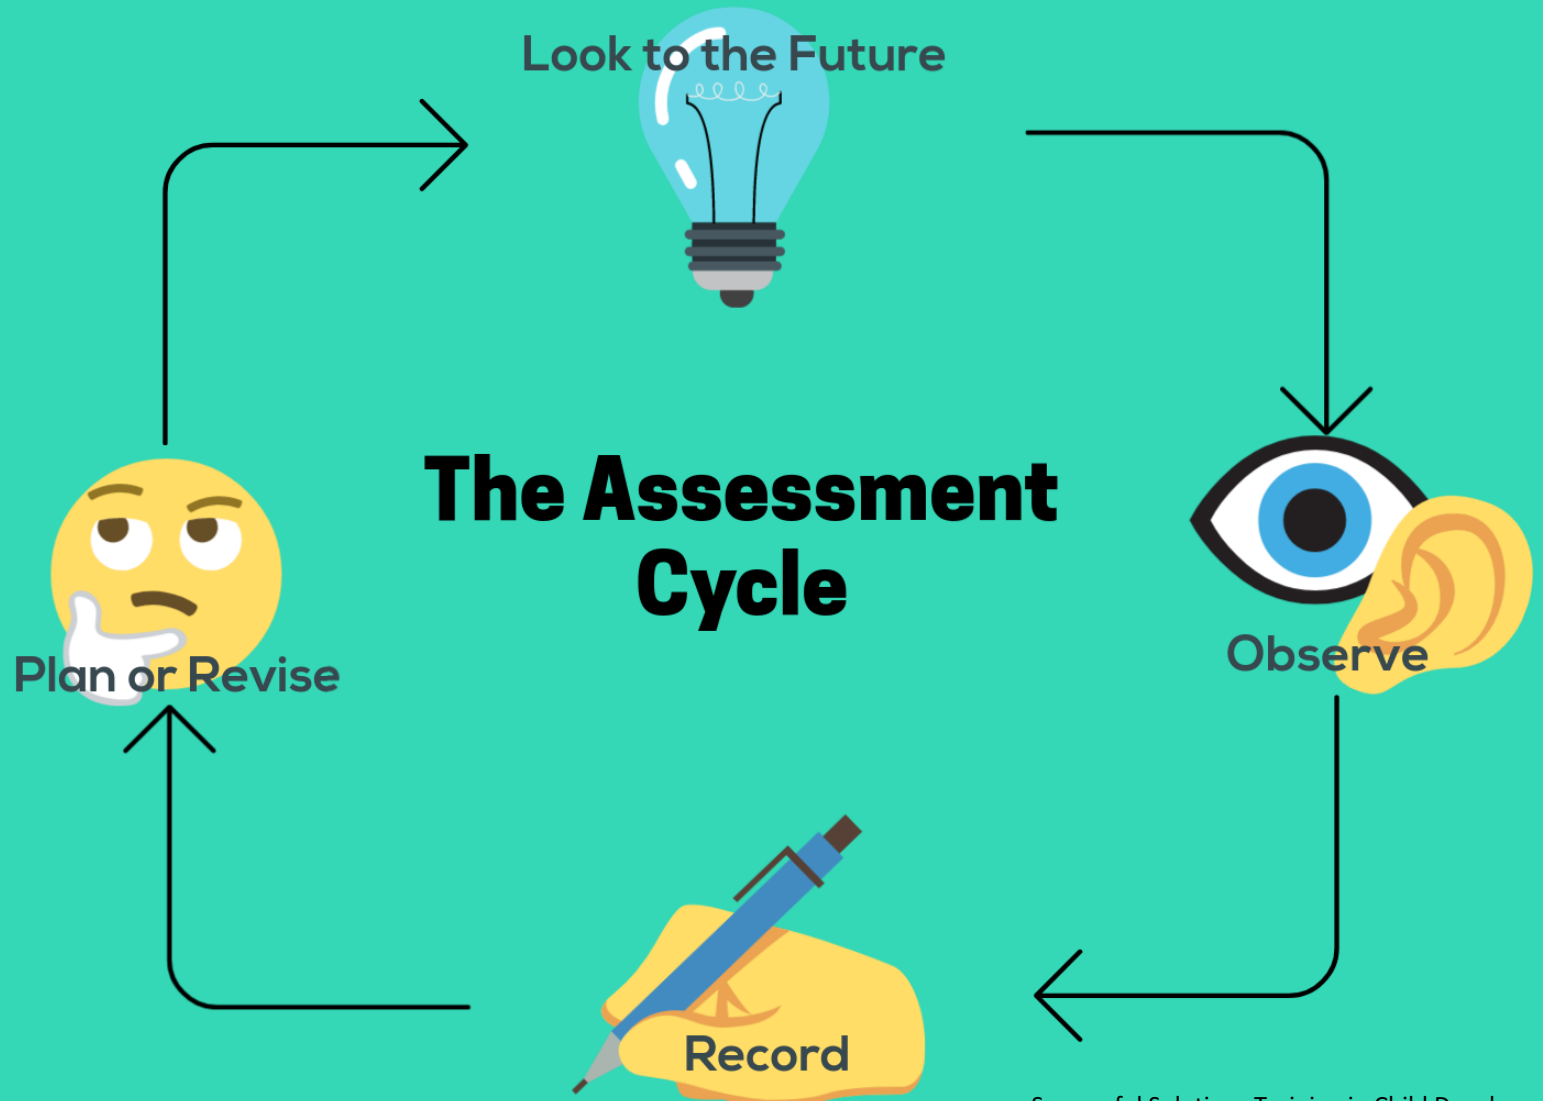 Look to the Future
The Assessment
Cycle
Observe
Plan or Revise
Record